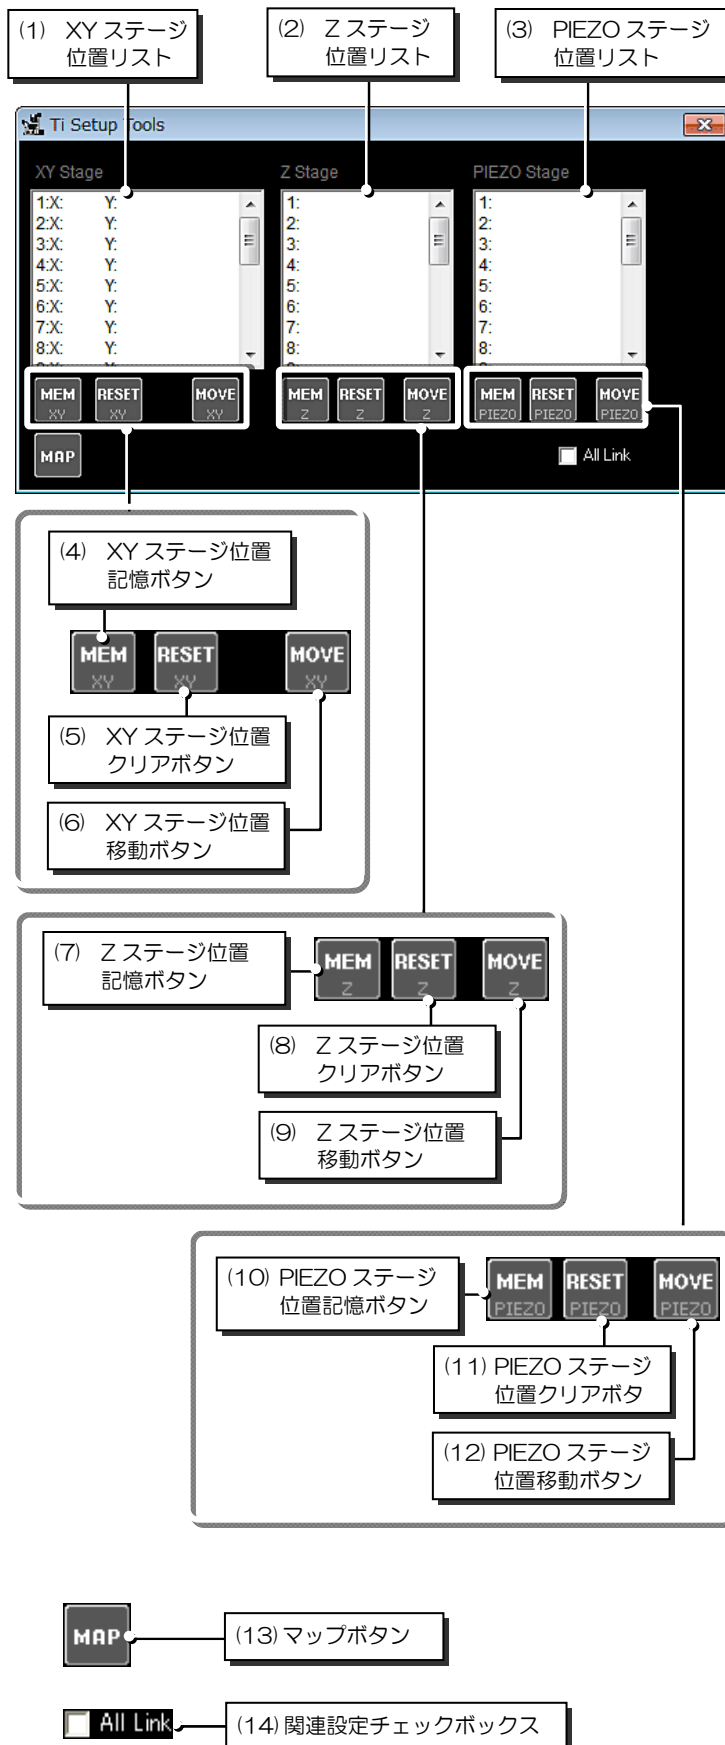 (1) XY ステージ
位置リスト
(2) Z ステージ
位置リスト
(3) PIEZO ステージ
位置リスト
Ti Setup Tools
XY Stage
Z Stage
PIEZO Stage
1:X: Y:
2:X: Y:
3:X: Y:
4:X: Y:
5:X: Y:
6:X: Y:
7:X: Y:
8:X: Y:
1:
2:
3:
4:
5:
6:
7:
8:
1:
2:
3:
4:
5:
6:
7:
8:
MEM XY
RESET XY
MOVE XY
MEM Z
RESET Z
MOVE Z
MEM PIEZO
RESET PIEZO
MOVE PIEZO
MAP
All Link
(4) XY ステージ位置
記憶ボタン
MEM XY
RESET XY
MOVE XY
(5) XY ステージ位置
クリアボタン
(6) XY ステージ位置
移動ボタン
(7) Z ステージ位置
記憶ボタン
MEM Z
RESET Z
MOVE Z
(8) Z ステージ位置
クリアボタン
(9) Z ステージ位置
移動ボタン
(10) PIEZO ステージ
位置記憶ボタン
MEM PIEZO
RESET PIEZO
MOVE PIEZO
(11) PIEZO ステージ
位置クリアボタ
(12) PIEZO ステージ
位置移動ボタン
MAP
(13) マップボタン
All Link
(14) 関連設定チェックボックス